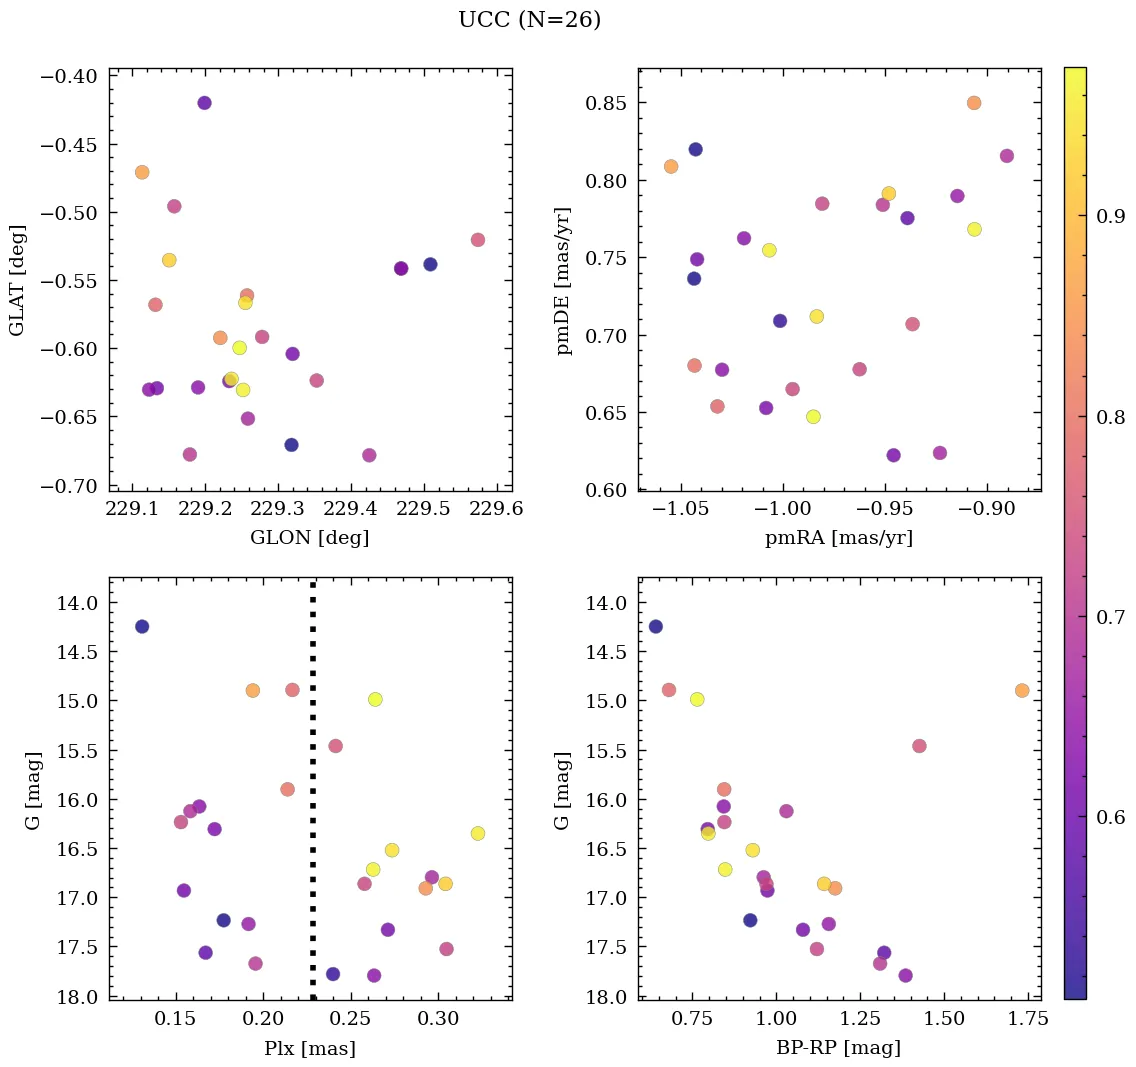 UCC (N=26)
−0.40
−0.45
−0.50
−0.55
−0.60
−0.65
−0.70
GLAT [deg]
229.1 229.2 229.3 229.4 229.5 229.6
GLON [deg]
0.85
0.80
0.75
0.70
0.65
0.60
pmDE [mas/yr]
−1.05 −1.00 −0.95 −0.90
pmRA [mas/yr]
0.9
0.8
0.7
0.6
14.0
14.5
15.0
15.5
16.0
16.5
17.0
17.5
18.0
G [mag]
0.15 0.20 0.25 0.30
Plx [mas]
14.0
14.5
15.0
15.5
16.0
16.5
17.0
17.5
18.0
G [mag]
0.75 1.00 1.25 1.50 1.75
BP-RP [mag]